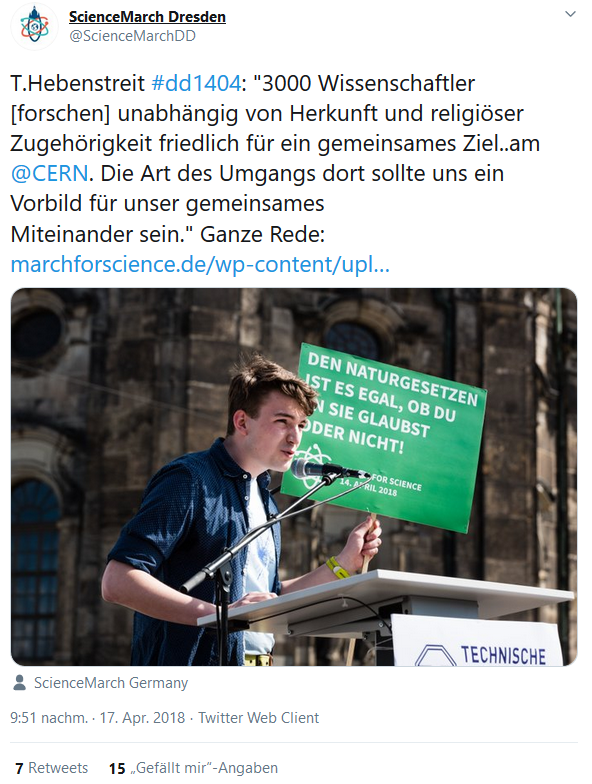 ScienceMarch Dresden
@ScienceMarchDD
T.Hebenstreit #dd1404: "3000 Wissenschaftler
[forschen] unabhängig von Herkunft und religiöser
Zugehörigkeit friedlich für ein gemeinsames Ziel..am
@CERN. Die Art des Umgangs dort sollte uns ein
Vorbild für unser gemeinsames
Miteinander sein." Ganze Rede:
marchforscience.de/wp-content/upl...
DEN NATURGESETZEN
IST ES EGAL, OB DU
N SIE GLAUBST
ODER NICHT!
FOR SCIENCE
14. APRIL 2018
TECHNISCHE
ScienceMarch Germany
9:51 nachm. · 17. Apr. 2018 · Twitter Web Client
7 Retweets 15 „Gefällt mir“-Angaben